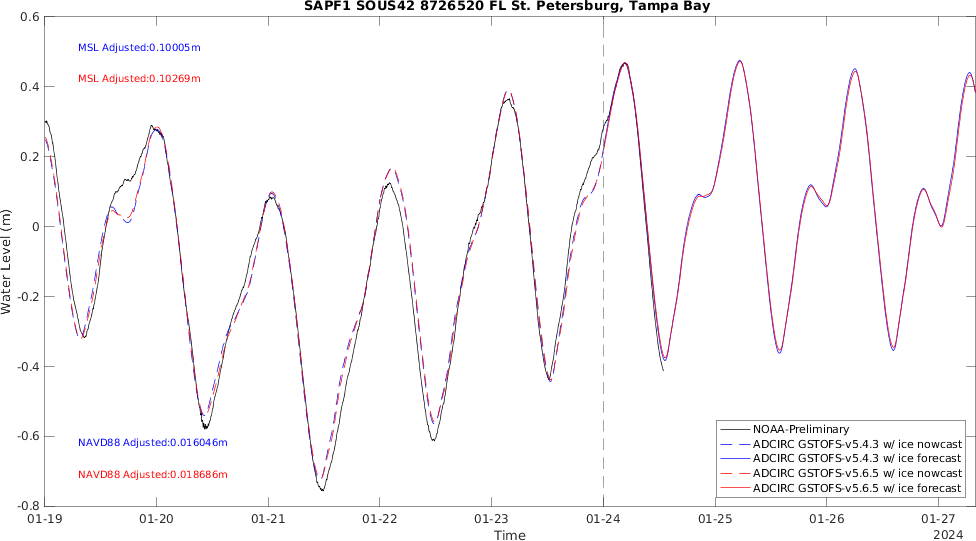 SAPF1 SOUS42 8726520 FL St. Petersburg, Tampa Bay
0.6
MSL Adjusted:0.10005m
MSL Adjusted:0.10269m
0.4
0.2
0
-0.2
-0.4
-0.6
-0.8
Water Level (m)
NAVD88 Adjusted:0.016046m
NAVD88 Adjusted:0.018686m
NOAA-Preliminary
ADCIRC GSTOFS-v5.4.3 w/ ice nowcast
ADCIRC GSTOFS-v5.4.3 w/ ice forecast
ADCIRC GSTOFS-v5.6.5 w/ ice nowcast
ADCIRC GSTOFS-v5.6.5 w/ ice forecast
01-19 01-20 01-21 01-22 01-23 01-24 01-25 01-26 01-27
Time
2024